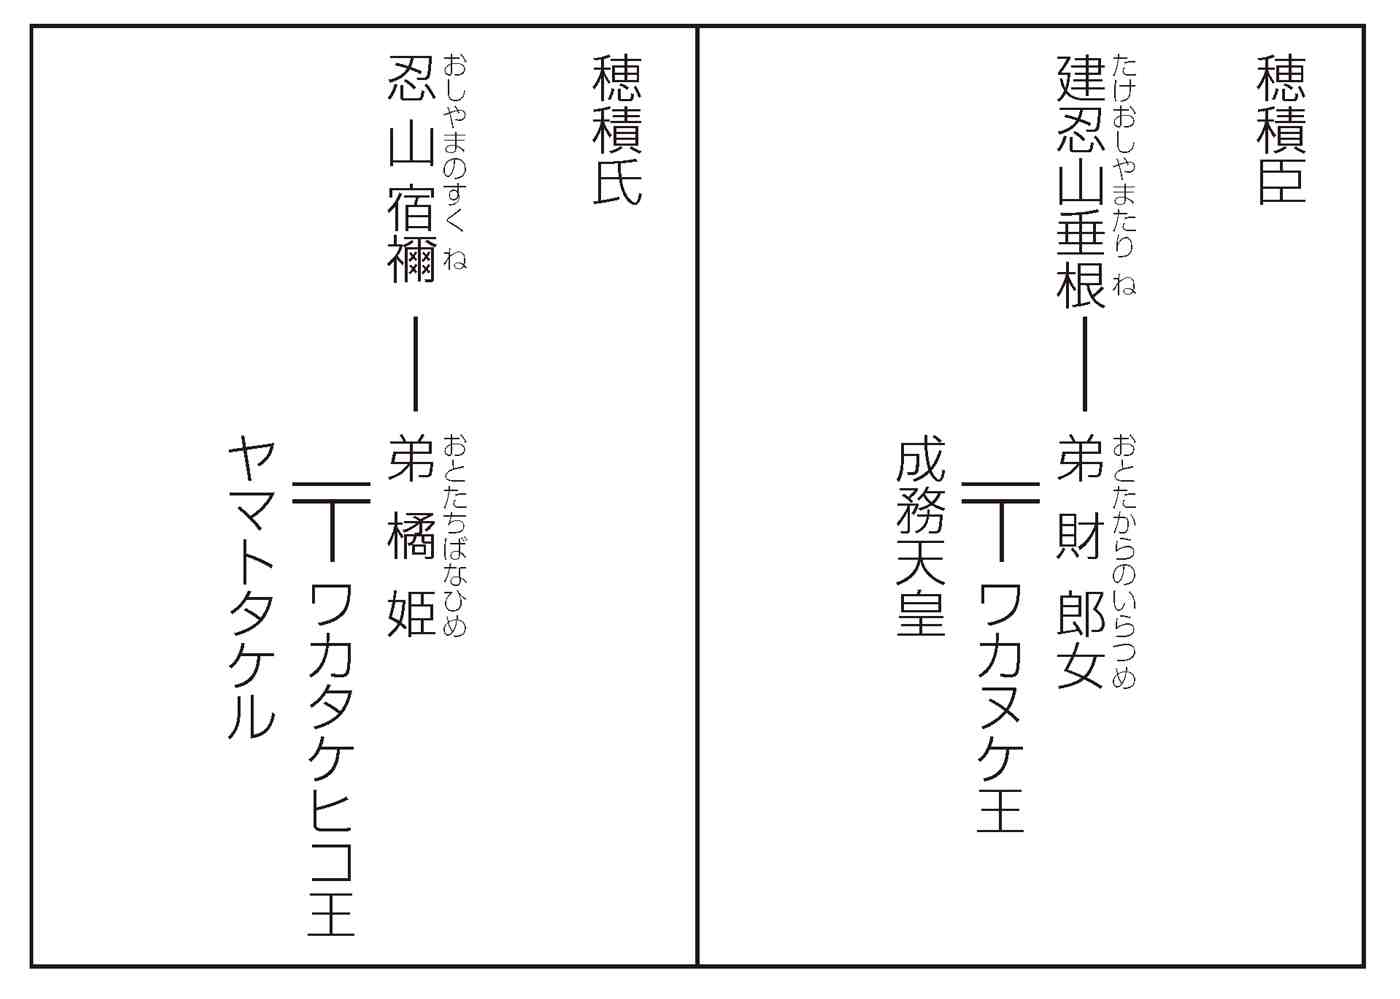 穂積臣
たけおしやまたりね
建忍山垂根
おとたからのいらつめ
弟財郎女
ワカヌケ王
成務天皇
穂積氏
おしやまのすくね
忍山宿禰
おとたちばなひめ
弟橘姫
ワカタケヒコ王
ヤマトタケル